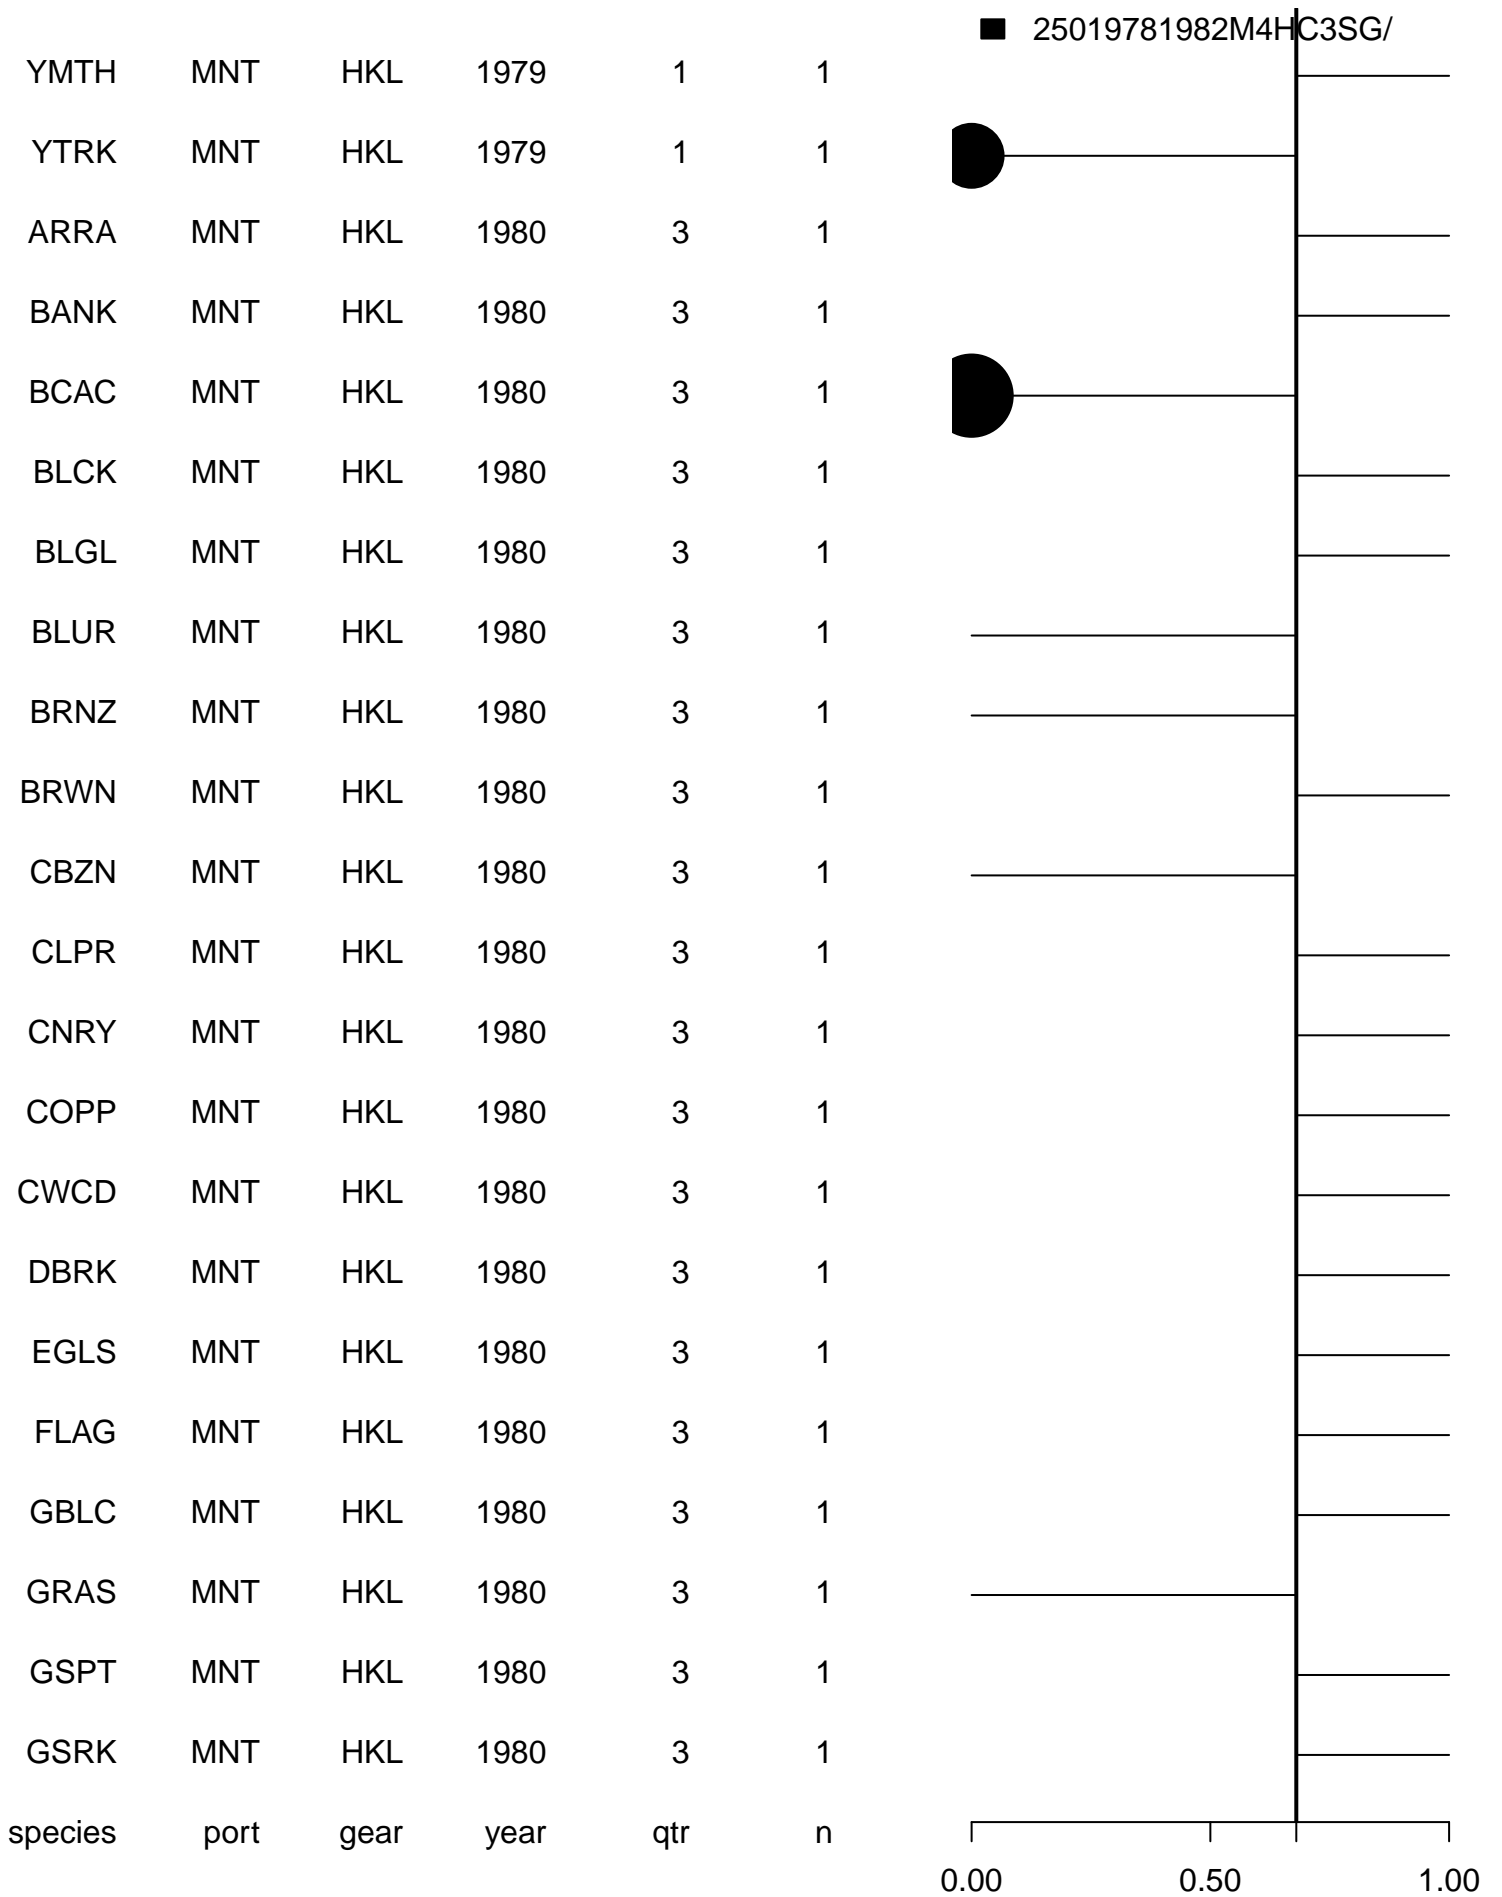 25019781982M4HC3SG/
YMTH MNT HKL 1979 1 1
YTRK MNT HKL 1979 1 1
ARRA MNT HKL 1980 3 1
BANK MNT HKL 1980 3 1
BCAC MNT HKL 1980 3 1
BLCK MNT HKL 1980 3 1
BLGL MNT HKL 1980 3 1
BLUR MNT HKL 1980 3 1
BRNZ MNT HKL 1980 3 1
BRWN MNT HKL 1980 3 1
CBZN MNT HKL 1980 3 1
CLPR MNT HKL 1980 3 1
CNRY MNT HKL 1980 3 1
COPP MNT HKL 1980 3 1
CWCD MNT HKL 1980 3 1
DBRK MNT HKL 1980 3 1
EGLS MNT HKL 1980 3 1
FLAG MNT HKL 1980 3 1
GBLC MNT HKL 1980 3 1
GRAS MNT HKL 1980 3 1
GSPT MNT HKL 1980 3 1
GSRK MNT HKL 1980 3 1
species port gear year qtr n
0.00 0.50 1.00